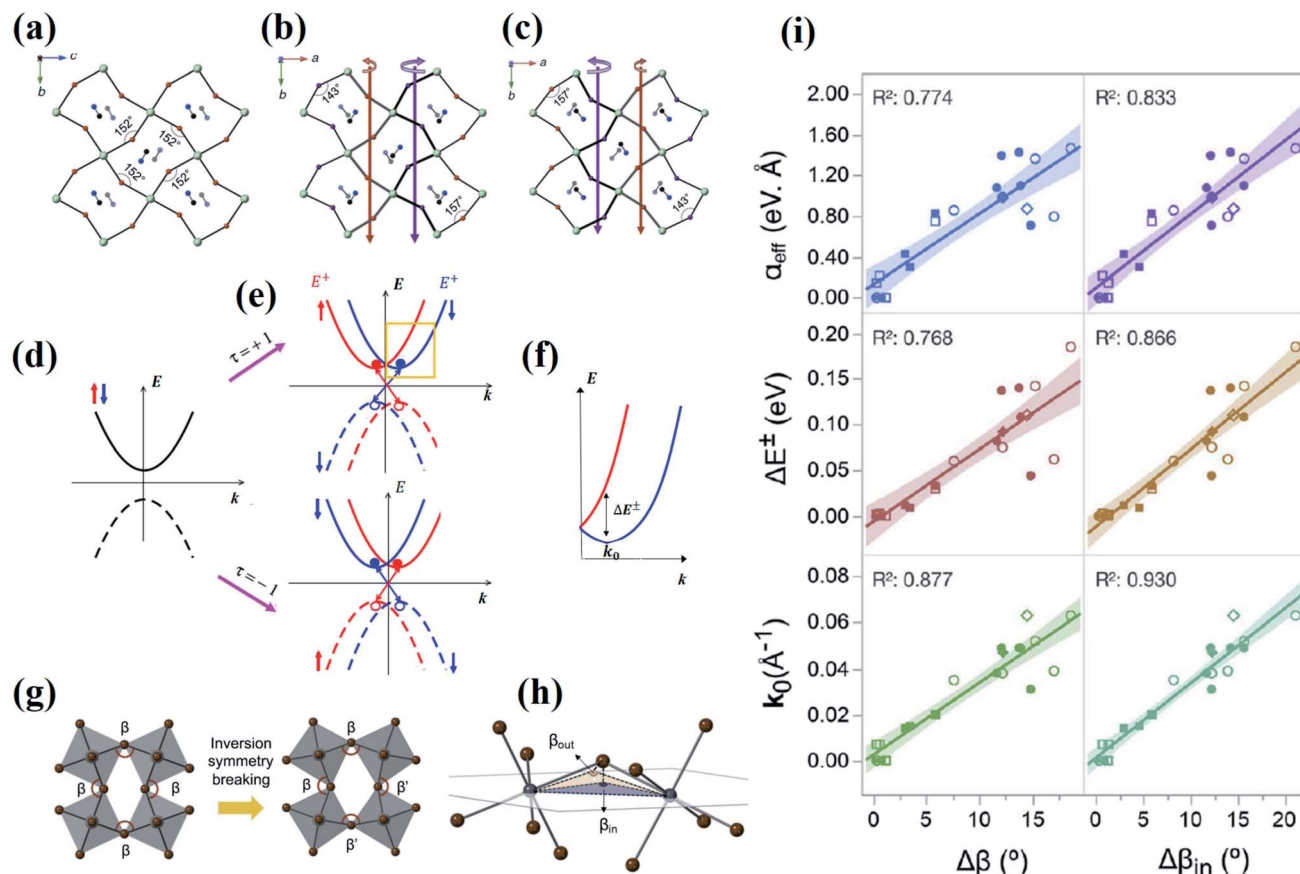 (a)
c
b
152°
152°
152°
152°
(b)
a
b
143°
157°
(c)
a
b
157°
143°
(d)
E
k
τ=+1
τ=−1
(e)
E⁺
E
E⁺
k
E
k
(f)
E
ΔE±
k₀
k
(g)
β
β
β
β
Inversion
symmetry
breaking
β
β
β'
β'
(h)
βout
βin
(i)
R²: 0.774
R²: 0.833
2.00
1.60
1.20
0.80
0.40
0.00
αeff (eV. Å)
R²: 0.768
R²: 0.866
0.20
0.15
0.10
0.05
0.00
ΔE± (eV)
R²: 0.877
R²: 0.930
0.08
0.06
0.04
0.02
0.00
k₀(Å⁻¹)
0 5 10 15
0 5 10 15 20
Δβ (º)
Δβin (º)